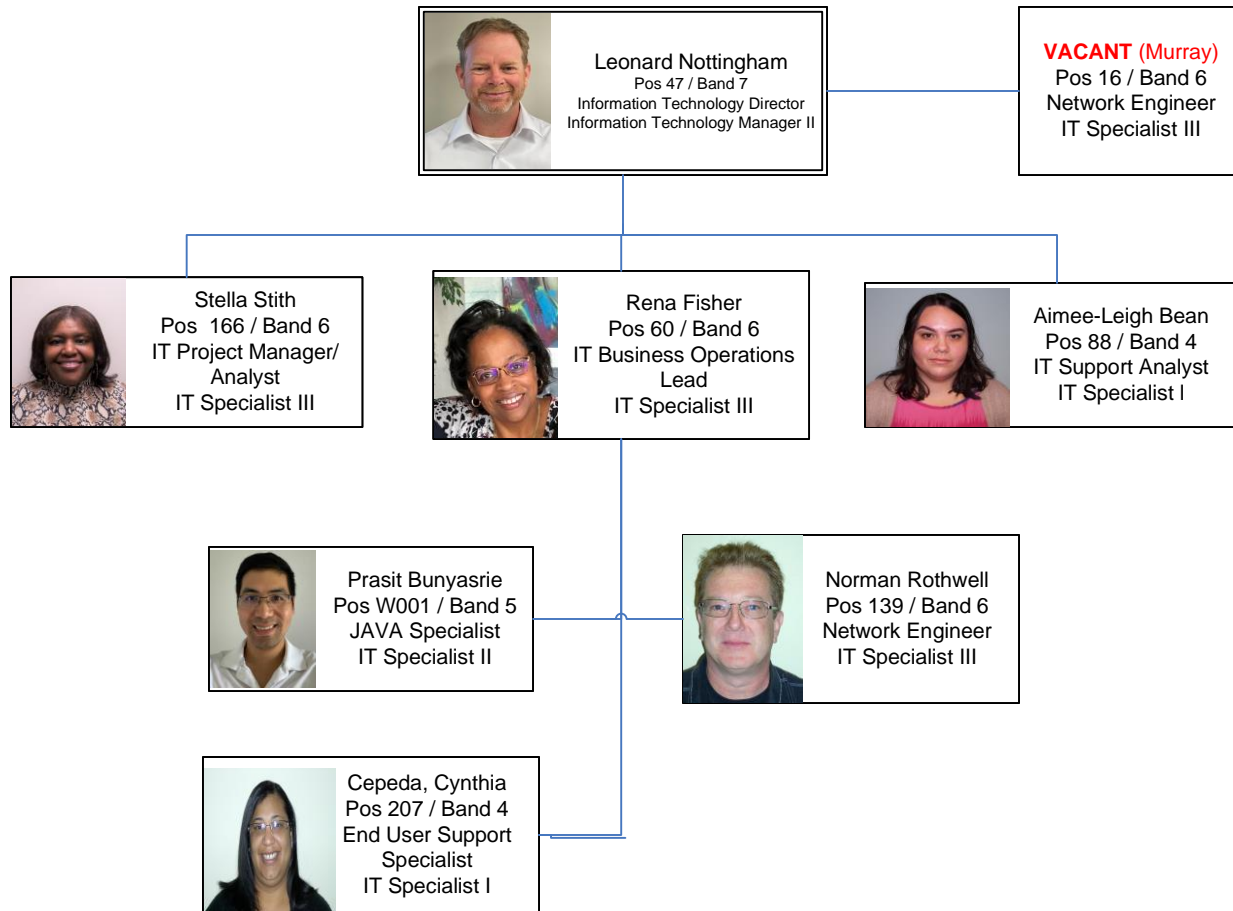 Leonard Nottingham
Pos 47 / Band 7
Information Technology Director
Information Technology Manager II
VACANT (Murray)
Pos 16 / Band 6
Network Engineer
IT Specialist III
Stella Stith
Pos 166 / Band 6
IT Project Manager/
Analyst
IT Specialist III
Rena Fisher
Pos 60 / Band 6
IT Business Operations
Lead
IT Specialist III
Aimee-Leigh Bean
Pos 88 / Band 4
IT Support Analyst
IT Specialist I
Prasit Bunyasrie
Pos W001 / Band 5
JAVA Specialist
IT Specialist II
Norman Rothwell
Pos 139 / Band 6
Network Engineer
IT Specialist III
Cepeda, Cynthia
Pos 207 / Band 4
End User Support
Specialist
IT Specialist I